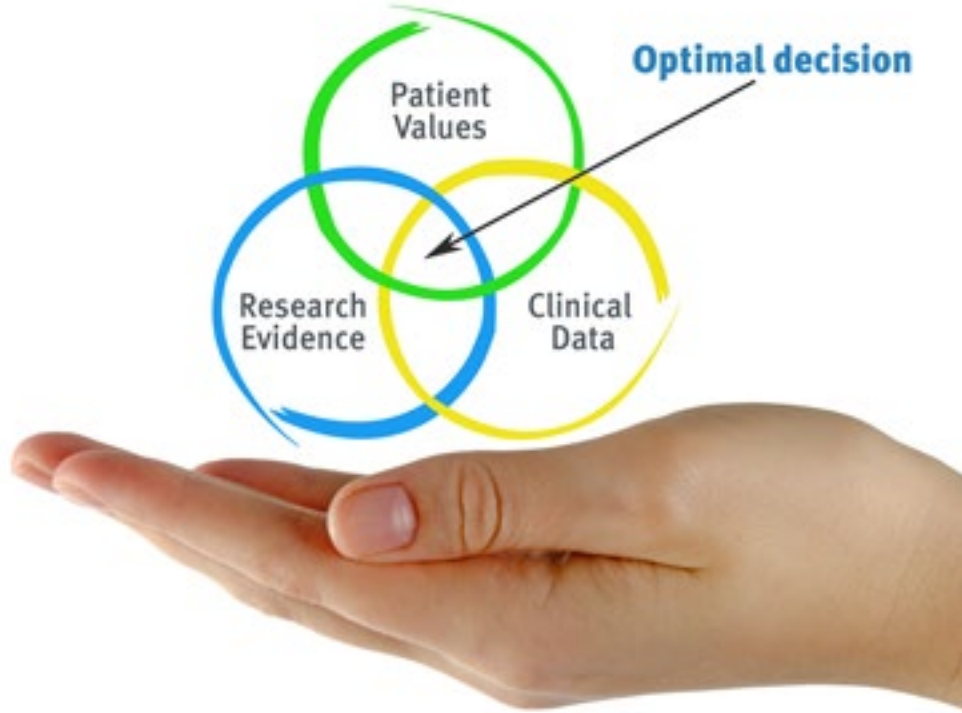 Optimal decision
Patient
Values
Research
Evidence
Clinical
Data